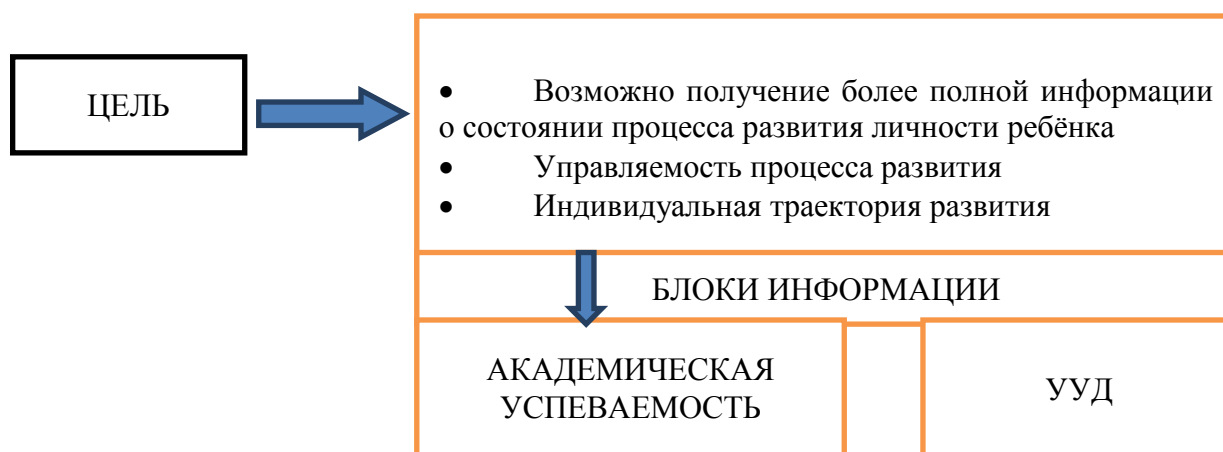 ЦЕЛЬ
• Возможно получение более полной информации
о состоянии процесса развития личности ребёнка
• Управляемость процесса развития
• Индивидуальная траектория развития
БЛОКИ ИНФОРМАЦИИ
АКАДЕМИЧЕСКАЯ
УСПЕВАЕМОСТЬ
УУД